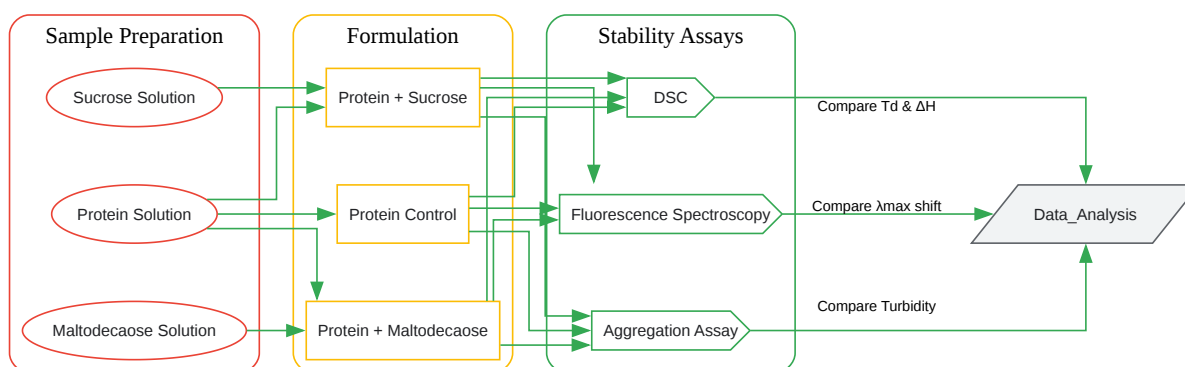 Sample Preparation
Formulation
Stability Assays
Sucrose Solution
Protein + Sucrose
DSC
Compare Td & ΔH
Protein Solution
Protein Control
Fluorescence Spectroscopy
Compare λmax shift
Data_Analysis
Maltodecaose Solution
Protein + Maltodecaose
Aggregation Assay
Compare Turbidity